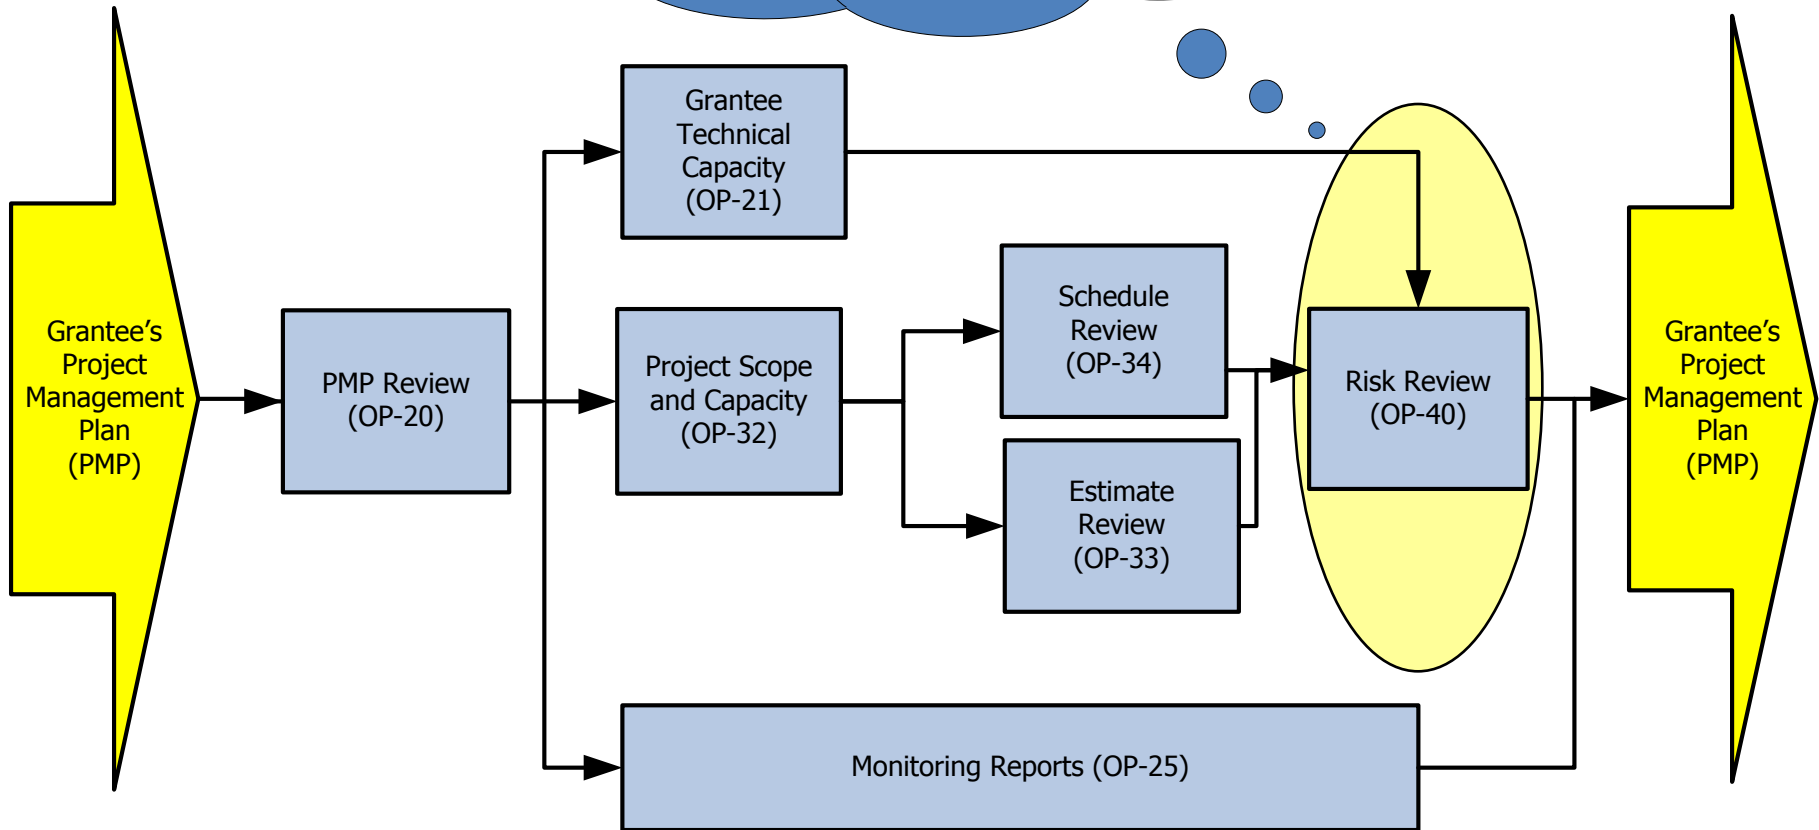 Grantee’s
Project
Management
Plan
(PMP)
PMP Review
(OP-20)
Grantee
Technical
Capacity
(OP-21)
Project Scope
and Capacity
(OP-32)
Schedule
Review
(OP-34)
Estimate
Review
(OP-33)
Risk Review
(OP-40)
Monitoring Reports (OP-25)
Grantee’s
Project
Management
Plan
(PMP)